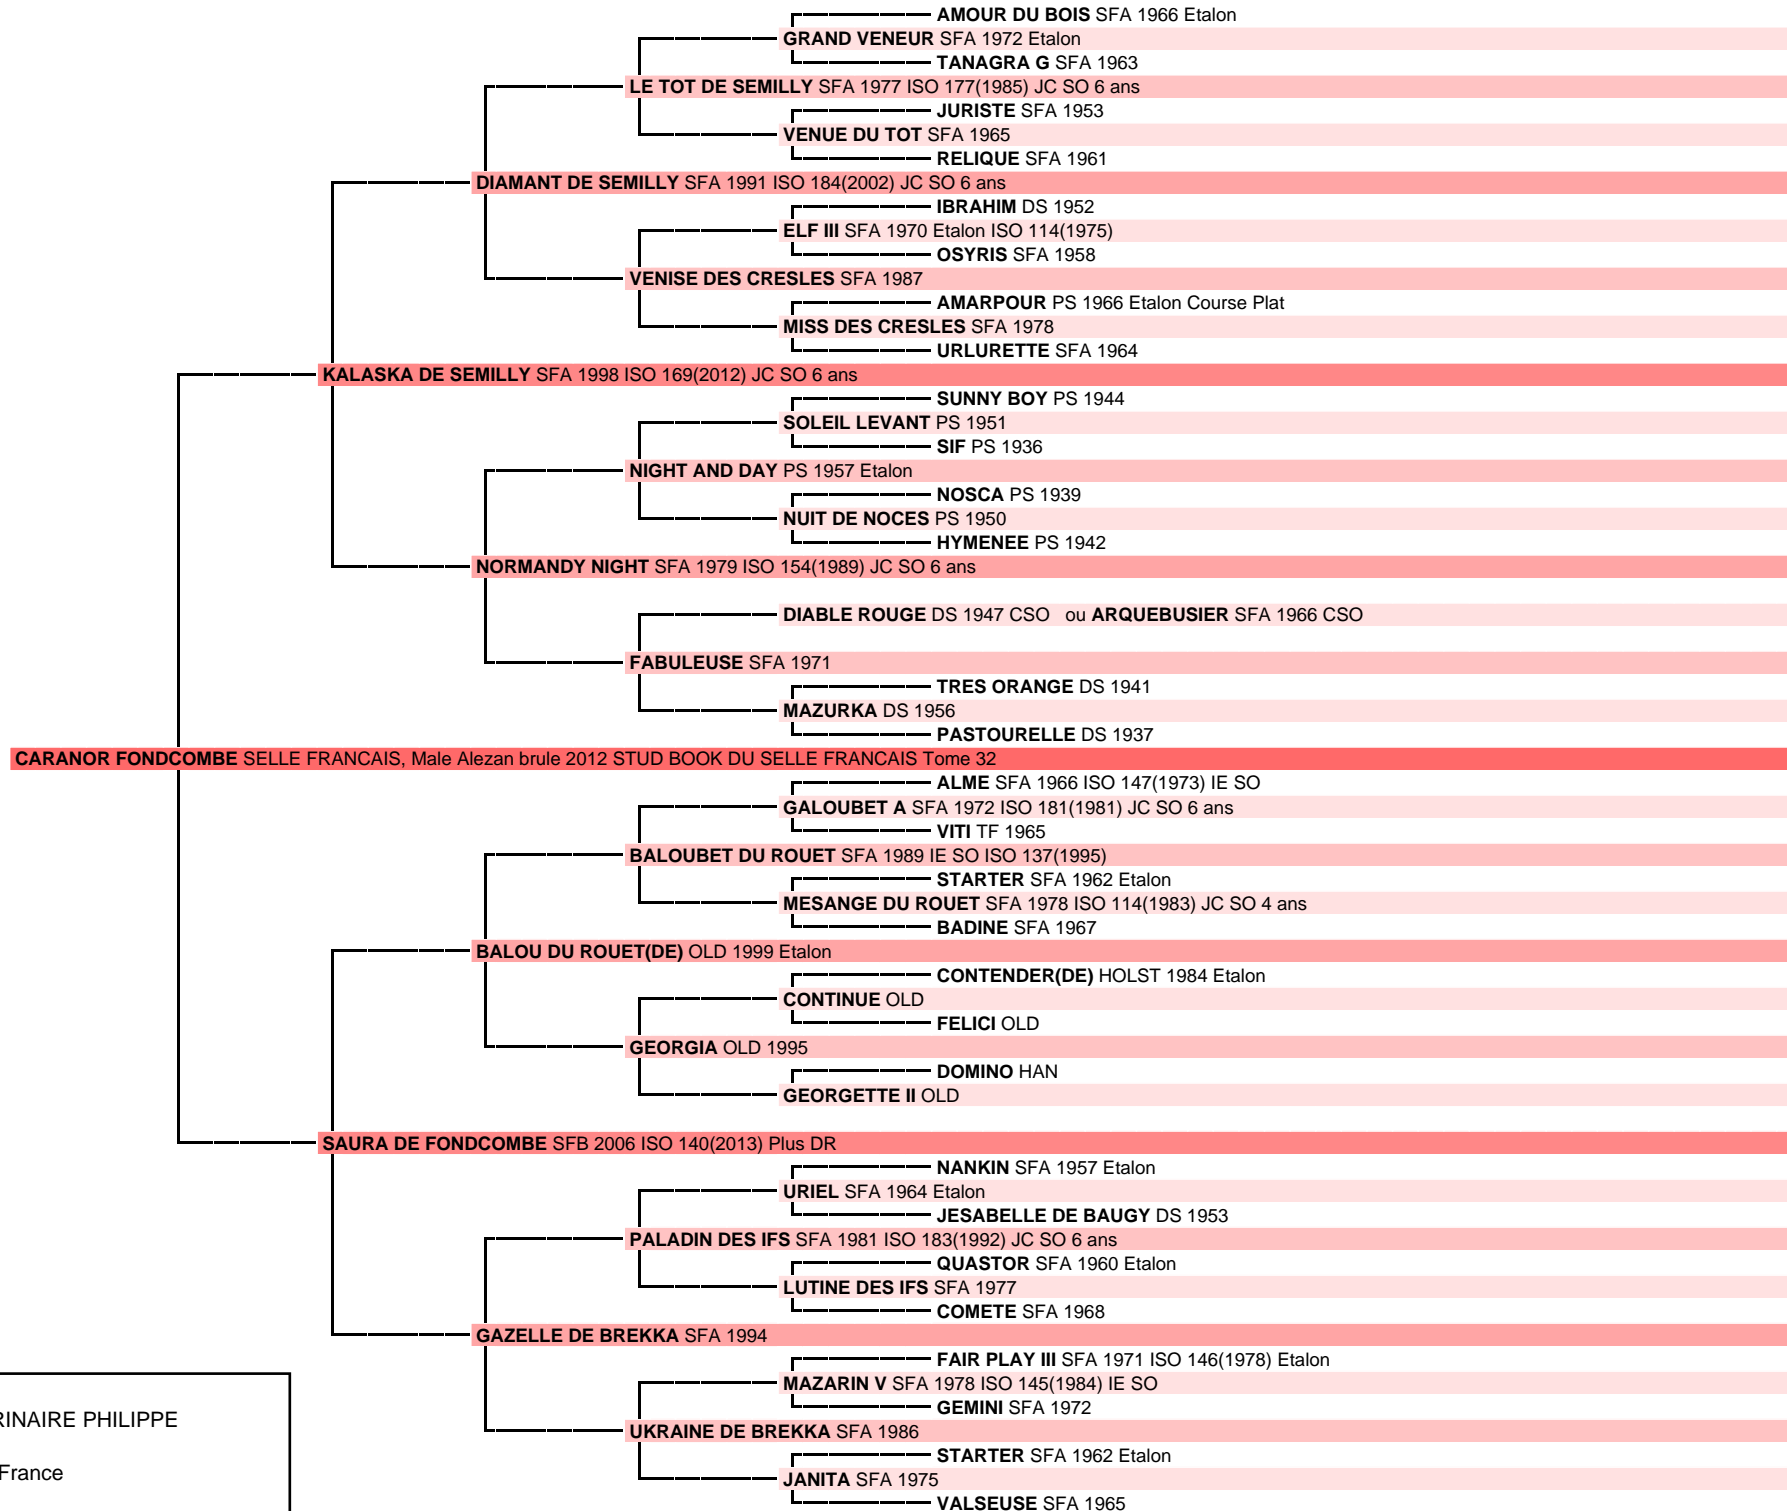 AMOUR DU BOIS SFA 1966 Etalon
GRAND VENEUR SFA 1972 Etalon
TANAGRA G SFA 1963
LE TOT DE SEMILLY SFA 1977 ISO 177(1985) JC SO 6 ans
JURISTE SFA 1953
VENUE DU TOT SFA 1965
RELIQUE SFA 1961
DIAMANT DE SEMILLY SFA 1991 ISO 184(2002) JC SO 6 ans
IBRAHIM DS 1952
ELF III SFA 1970 Etalon ISO 114(1975)
OSYRIS SFA 1958
VENISE DES CRESLES SFA 1987
AMARPOUR PS 1966 Etalon Course Plat
MISS DES CRESLES SFA 1978
URLURETTE SFA 1964
KALASKA DE SEMILLY SFA 1998 ISO 169(2012) JC SO 6 ans
SUNNY BOY PS 1944
SOLEIL LEVANT PS 1951
SIF PS 1936
NIGHT AND DAY PS 1957 Etalon
NOSCA PS 1939
NUIT DE NOCES PS 1950
HYMENEE PS 1942
NORMANDY NIGHT SFA 1979 ISO 154(1989) JC SO 6 ans
DIABLE ROUGE DS 1947 CSO ou ARQUEBUSIER SFA 1966 CSO
FABULEUSE SFA 1971
TRES ORANGE DS 1941
MAZURKA DS 1956
PASTOURELLE DS 1937
CARANOR FONDCOMBE SELLE FRANCAIS, Male Alezan brule 2012 STUD BOOK DU SELLE FRANCAIS Tome 32
ALME SFA 1966 ISO 147(1973) IE SO
GALOUBET A SFA 1972 ISO 181(1981) JC SO 6 ans
VITI TF 1965
BALOUBET DU ROUET SFA 1989 IE SO ISO 137(1995)
STARTER SFA 1962 Etalon
MESANGE DU ROUET SFA 1978 ISO 114(1983) JC SO 4 ans
BADINE SFA 1967
BALOU DU ROUET(DE) OLD 1999 Etalon
CONTENDER(DE) HOLST 1984 Etalon
CONTINUE OLD
FELICI OLD
GEORGIA OLD 1995
DOMINO HAN
GEORGETTE II OLD
SAURA DE FONDCOMBE SFB 2006 ISO 140(2013) Plus DR
NANKIN SFA 1957 Etalon
URIEL SFA 1964 Etalon
JESABELLE DE BAUGY DS 1953
PALADIN DES IFS SFA 1981 ISO 183(1992) JC SO 6 ans
QUASTOR SFA 1960 Etalon
LUTINE DES IFS SFA 1977
COMETE SFA 1968
GAZELLE DE BREKKA SFA 1994
FAIR PLAY III SFA 1971 ISO 146(1978) Etalon
MAZARIN V SFA 1978 ISO 145(1984) IE SO
GEMINI SFA 1972
UKRAINE DE BREKKA SFA 1986
STARTER SFA 1962 Etalon
JANITA SFA 1975
VALSEUSE SFA 1965
RINAIRE PHILIPPE
France